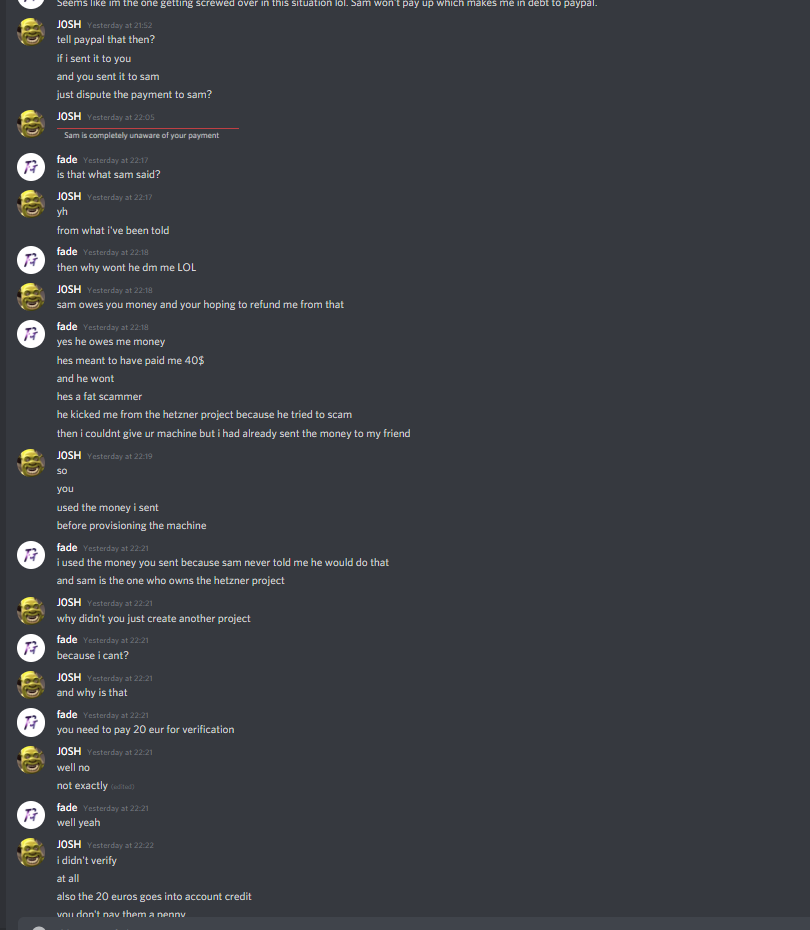 Seems like im the one getting screwed over in this situation lol. Sam won't pay up which makes me in debt to paypal.
JOSH Yesterday at 21:52
tell paypal that then?
if i sent it to you
and you sent it to sam
just dispute the payment to sam?
JOSH Yesterday at 22:05
Sam is completely unaware of your payment
fade Yesterday at 22:17
is that what sam said?
JOSH Yesterday at 22:17
yh
from what i've been told
fade Yesterday at 22:18
then why wont he dm me LOL
JOSH Yesterday at 22:18
sam owes you money and your hoping to refund me from that
fade Yesterday at 22:18
yes he owes me money
hes meant to have paid me 40$
and he wont
hes a fat scammer
he kicked me from the hetzner project because he tried to scam
then i couldnt give ur machine but i had already sent the money to my friend
JOSH Yesterday at 22:19
so
you
used the money i sent
before provisioning the machine
fade Yesterday at 22:21
i used the money you sent because sam never told me he would do that
and sam is the one who owns the hetzner project
JOSH Yesterday at 22:21
why didn't you just create another project
fade Yesterday at 22:21
because i cant?
JOSH Yesterday at 22:21
and why is that
fade Yesterday at 22:21
you need to pay 20 eur for verification
JOSH Yesterday at 22:21
well no
not exactly (edited)
fade Yesterday at 22:21
well yeah
JOSH Yesterday at 22:22
i didn't verify
at all
also the 20 euros goes into account credit
you don't pay them a penny